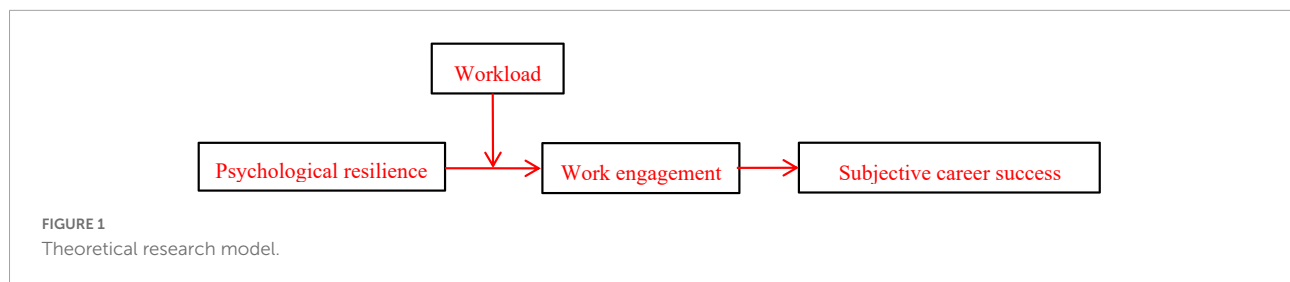 Workload
Psychological resilience
Work engagement
Subjective career success
FIGURE 1
Theoretical research model.